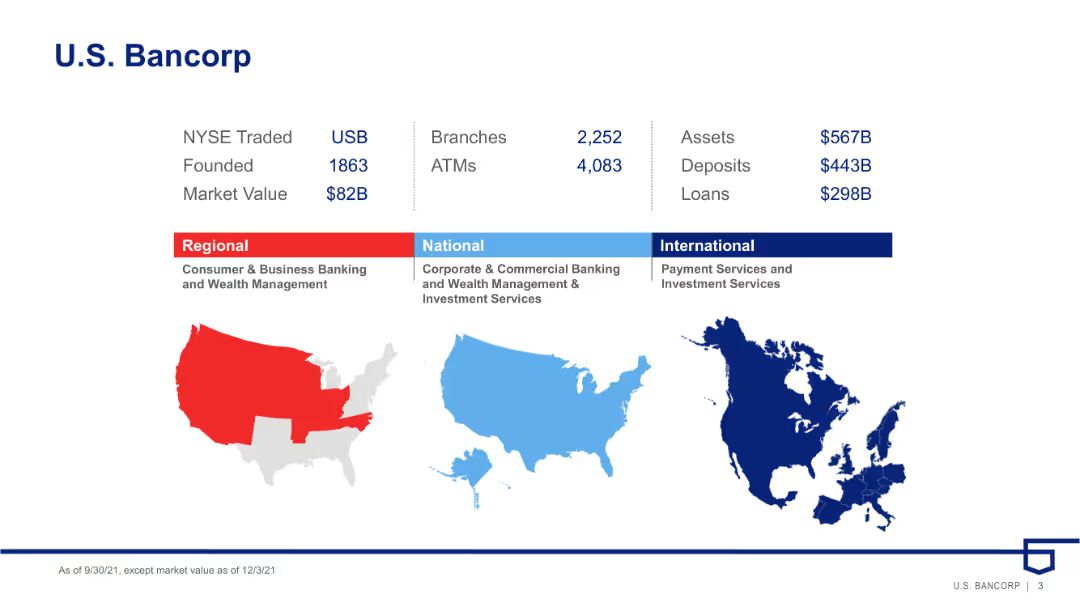 U.S. Bancorp
NYSE Traded USB
Founded 1863
Market Value $82B
Branches 2,252
ATMs 4,083
Assets $567B
Deposits $443B
Loans $298B
Regional
Consumer & Business Banking
and Wealth Management
National
Corporate & Commercial Banking
and Wealth Management &
Investment Services
International
Payment Services and
Investment Services
As of 9/30/21, except market value as of 12/3/21
U.S. BANCORP | 3